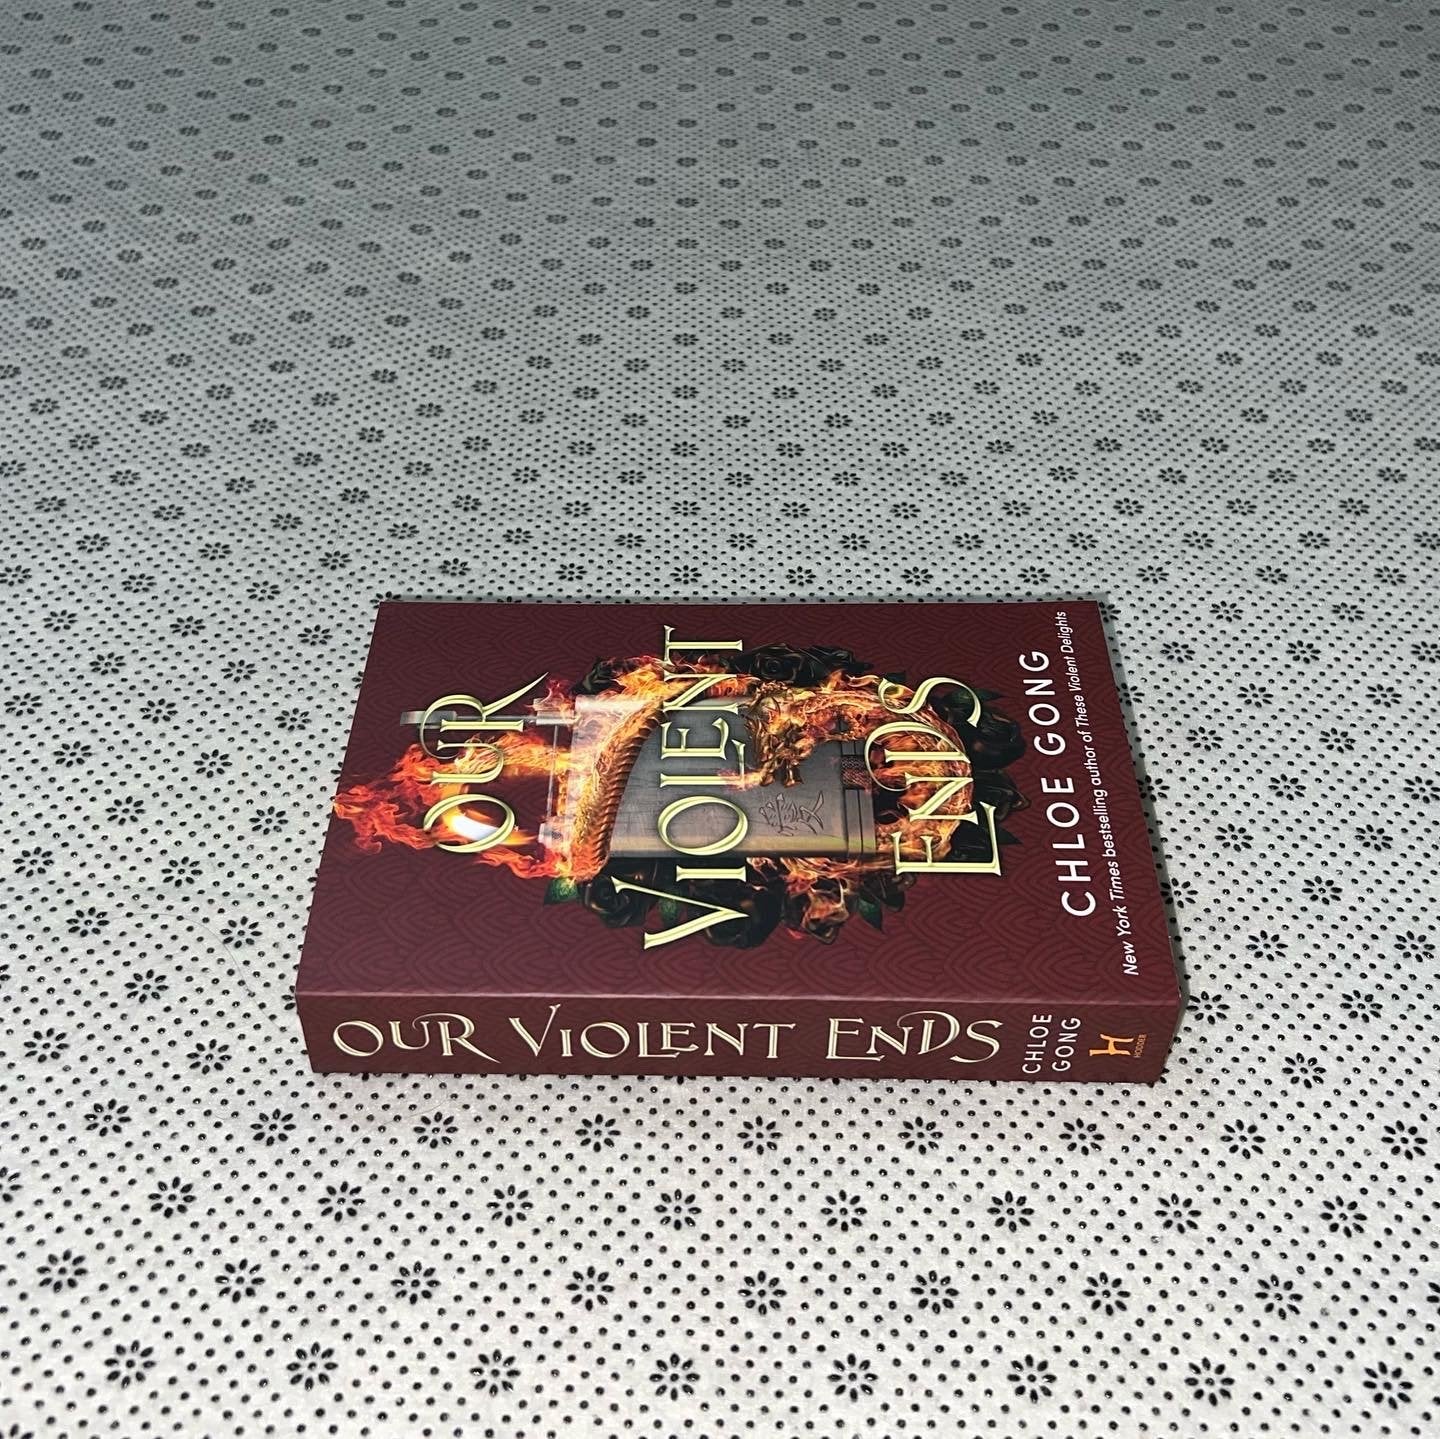 OUR
VIOLENT
ENDS
CHLOE GONG
New York Times bestselling author of These Violent Delights
OUR VIOLENT ENDS
CHLOE
GONG
H
HODDER